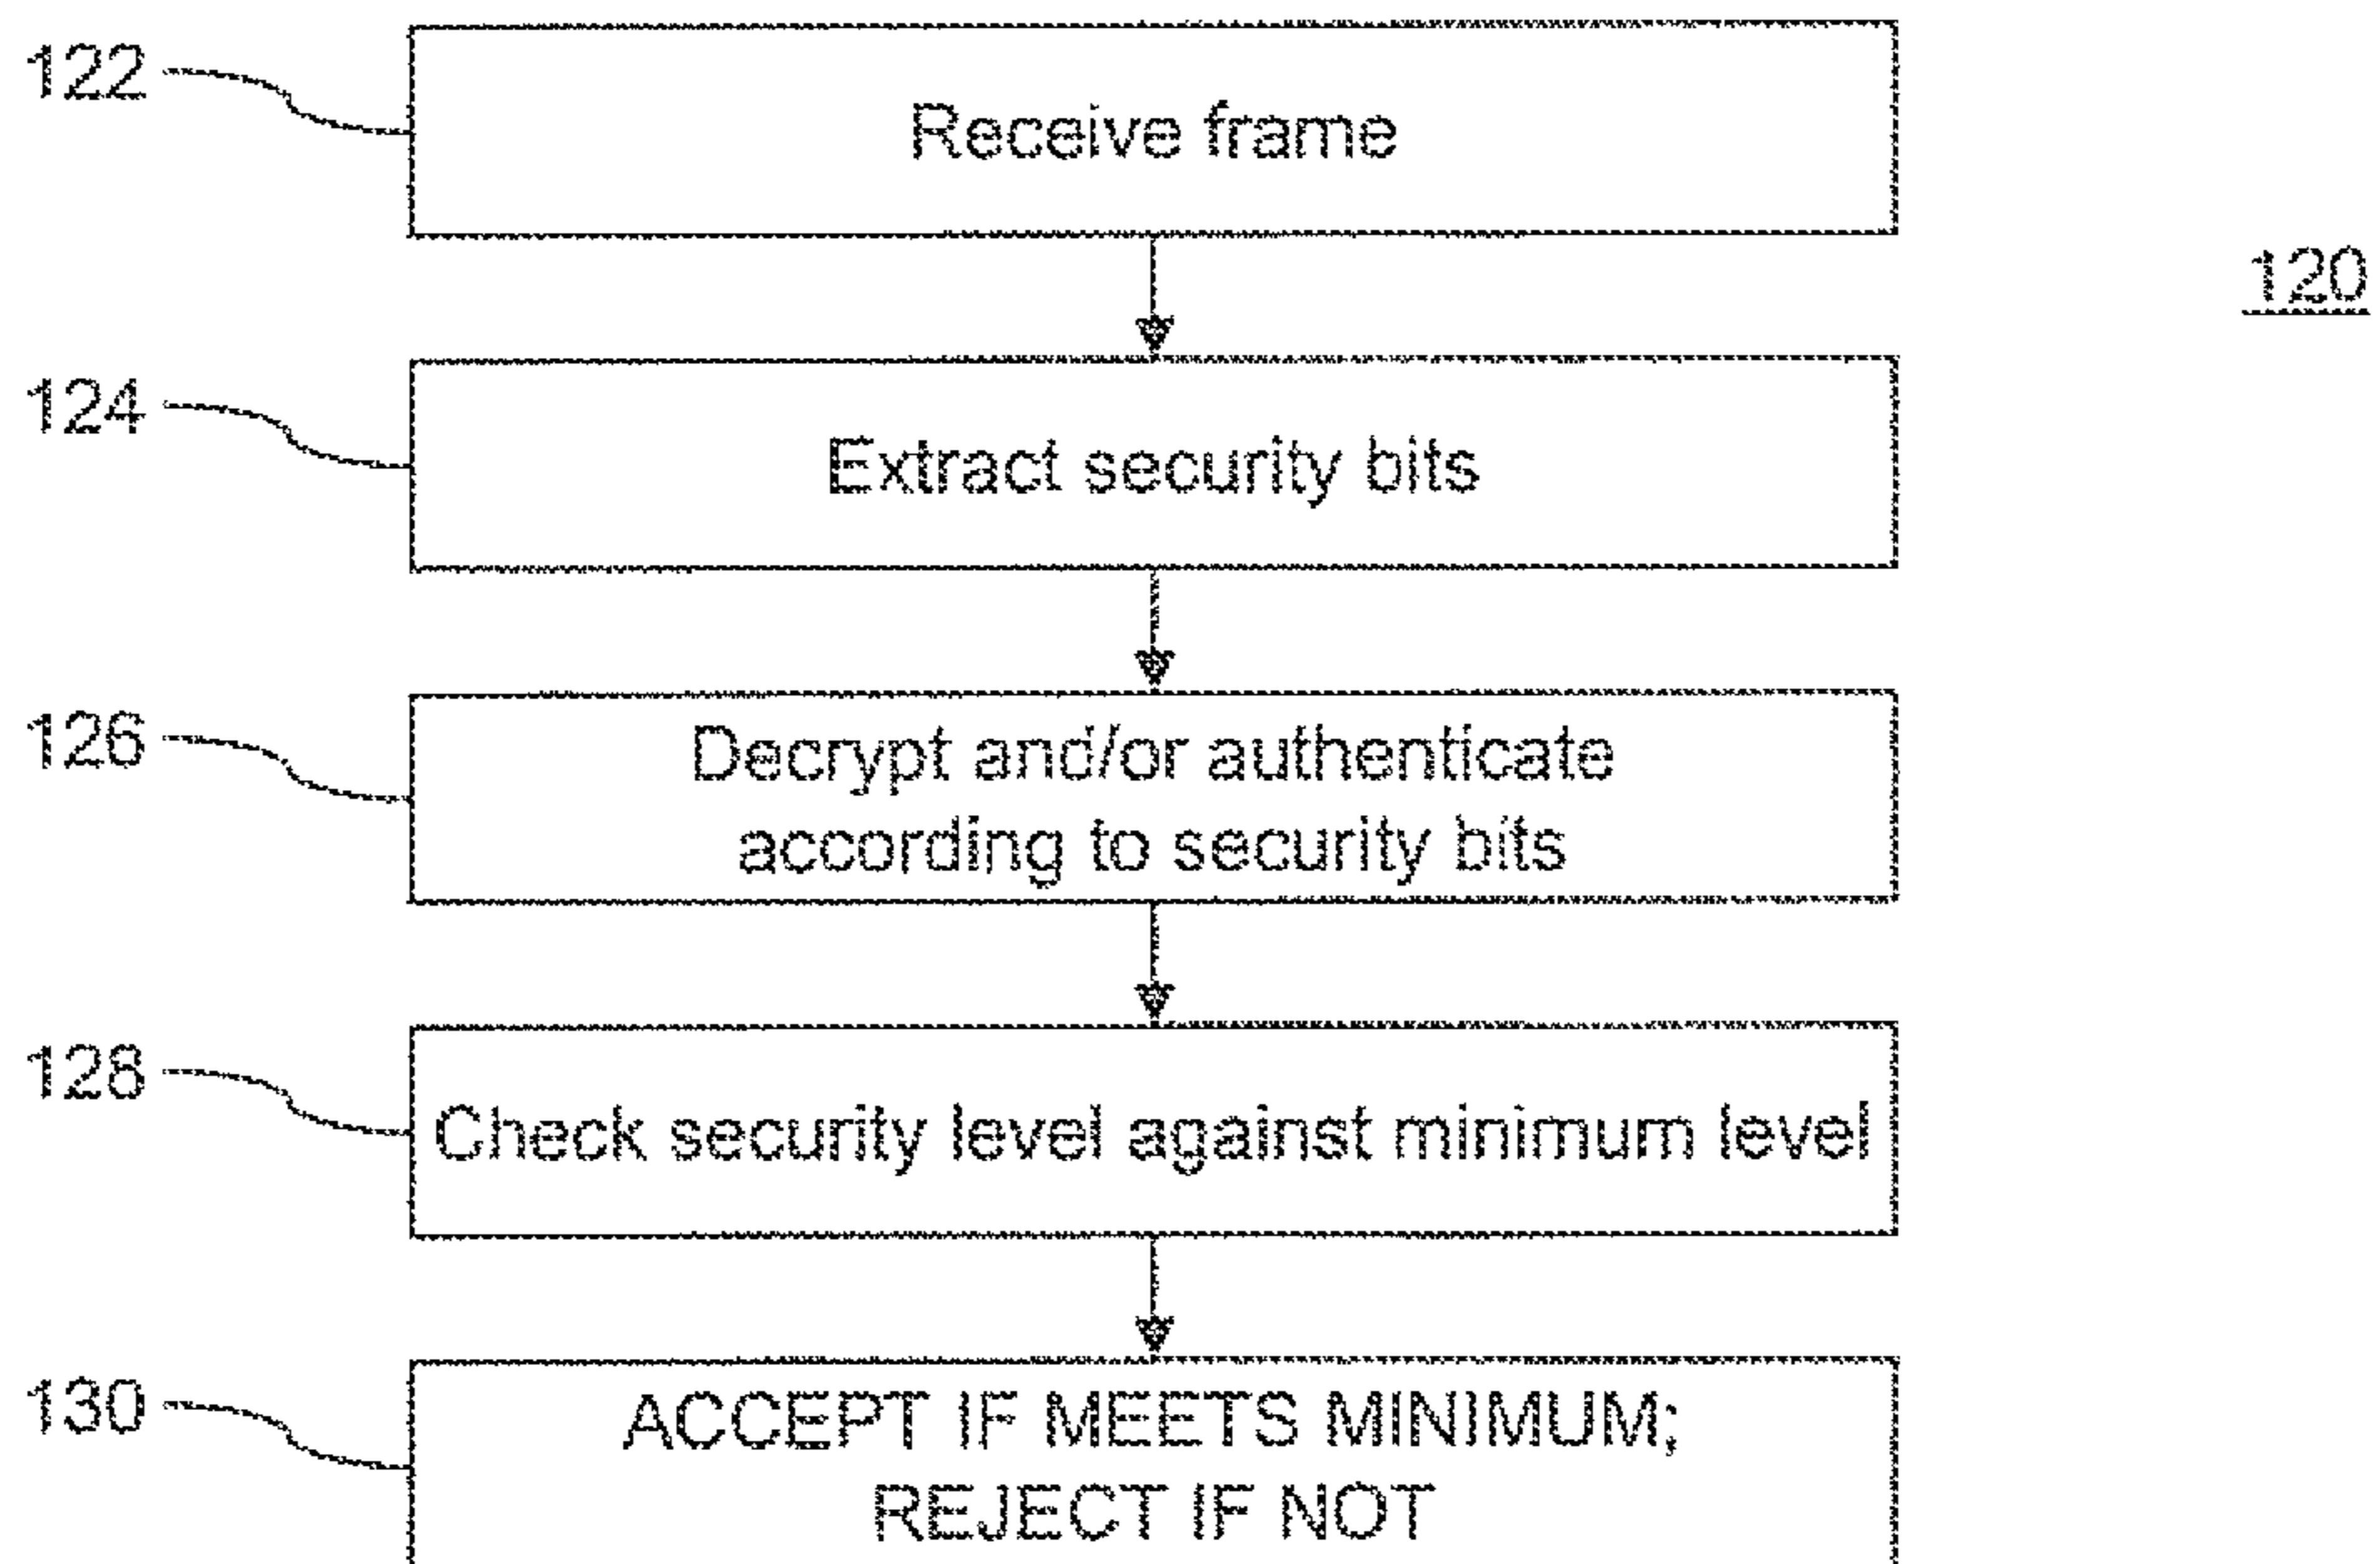 122
Receive frame
120
124
Extract security bits
126
Decrypt and/or authenticate
according to security bits
128
Check security level against minimum level
130
ACCEPT IF MEETS MINIMUM;
REJECT IF NOT